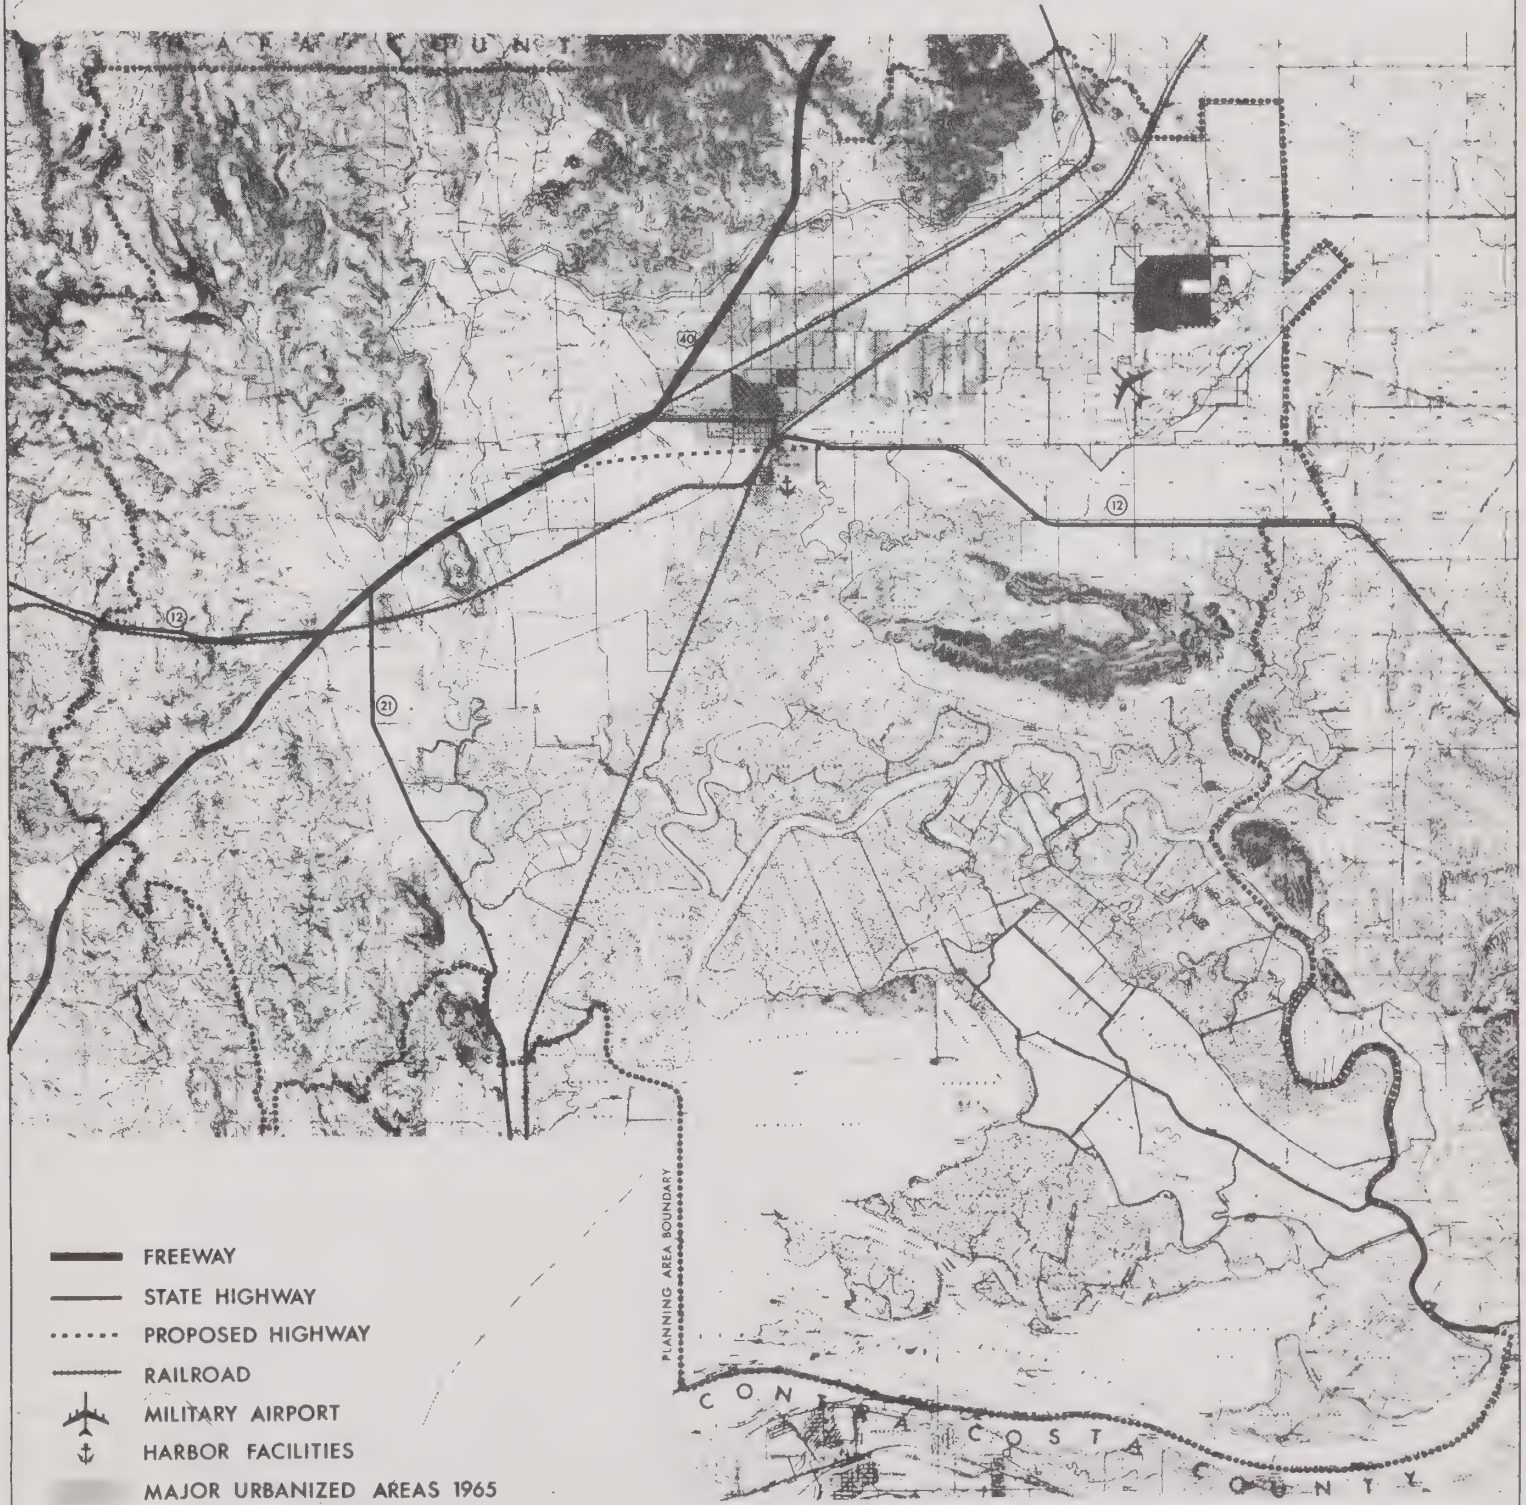 COUNT
40
12
12
21
PLANNING AREA BOUNDARY
CONTRA COSTA COUNTY
FREEWAY
STATE HIGHWAY
PROPOSED HIGHWAY
RAILROAD
MILITARY AIRPORT
HARBOR FACILITIES
MAJOR URBANIZED AREAS 1965